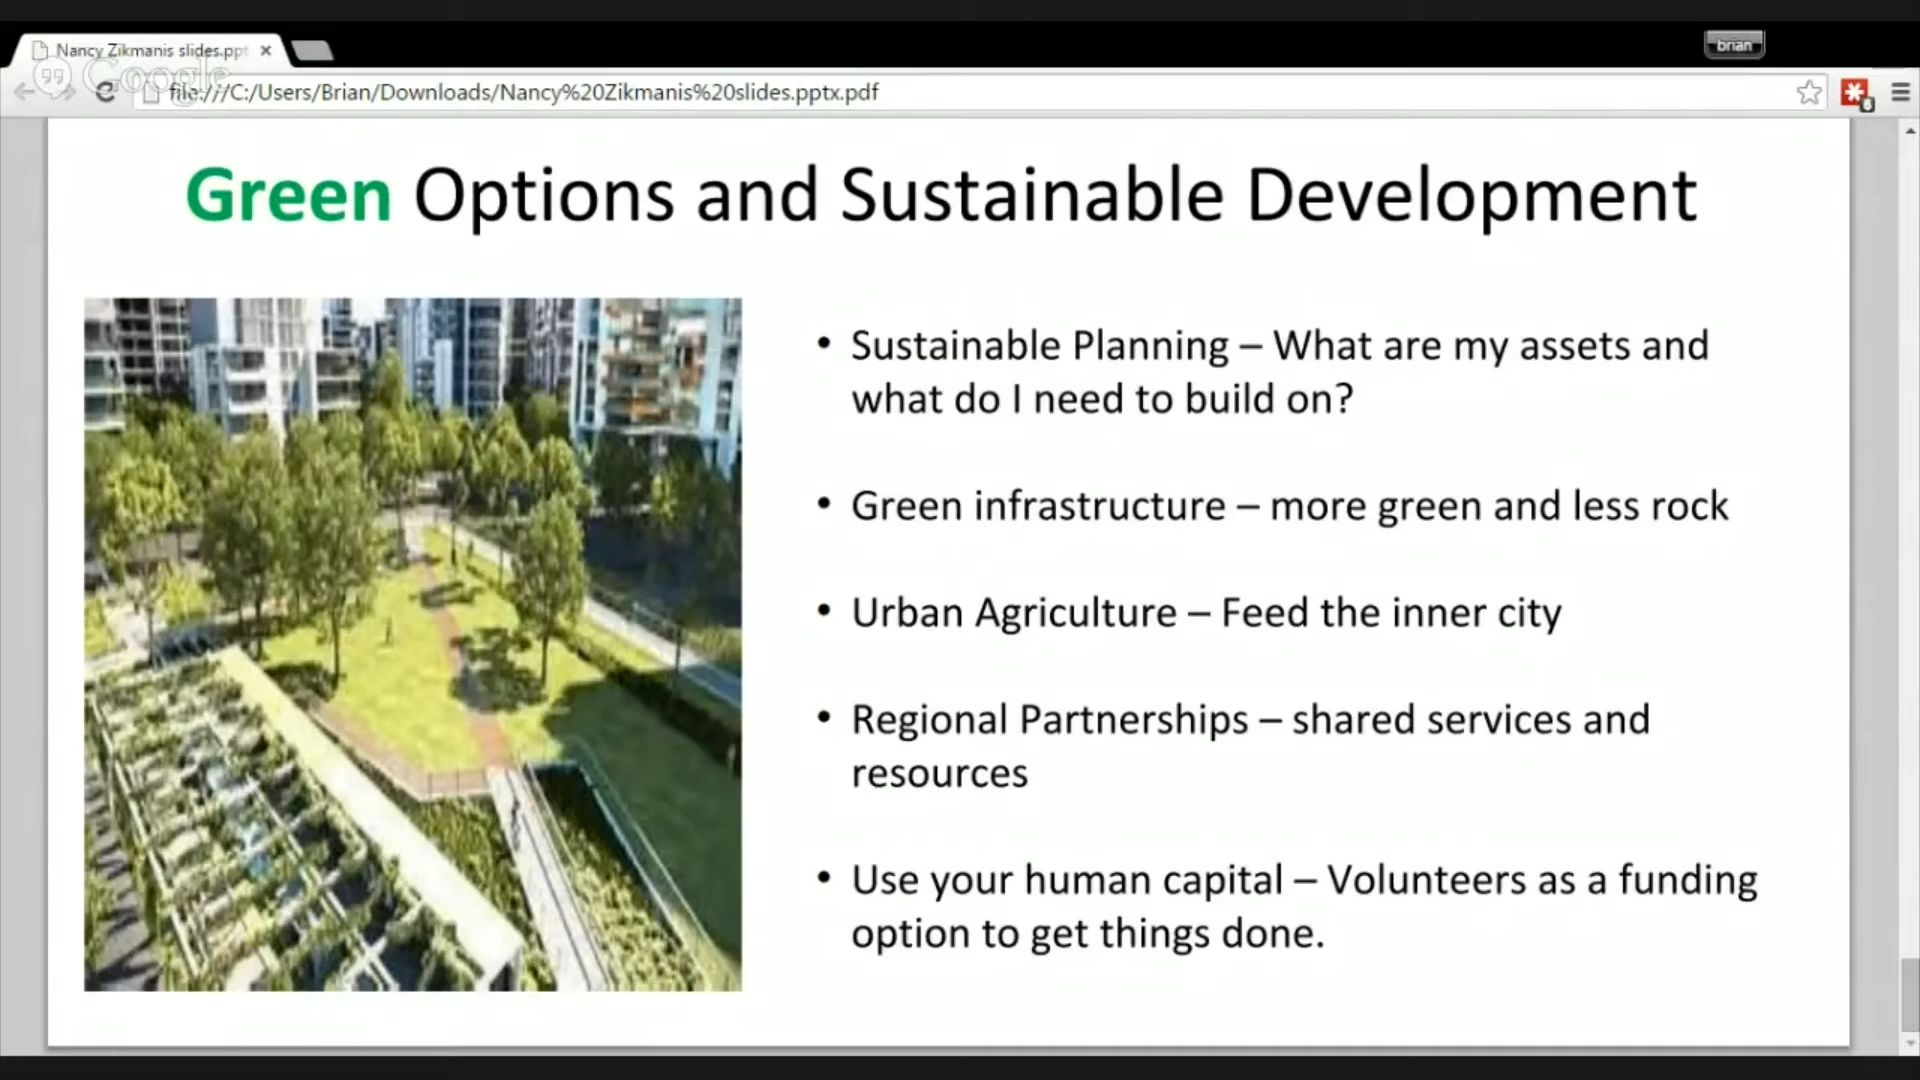 Nancy Zikmanis slides.ppt
brian
Google
file:///C:/Users/Brian/Downloads/Nancy%20Zikmanis%20slides.pptx.pdf
6
Green Options and Sustainable Development
• Sustainable Planning – What are my assets and
what do I need to build on?
• Green infrastructure – more green and less rock
• Urban Agriculture – Feed the inner city
• Regional Partnerships – shared services and
resources
• Use your human capital – Volunteers as a funding
option to get things done.